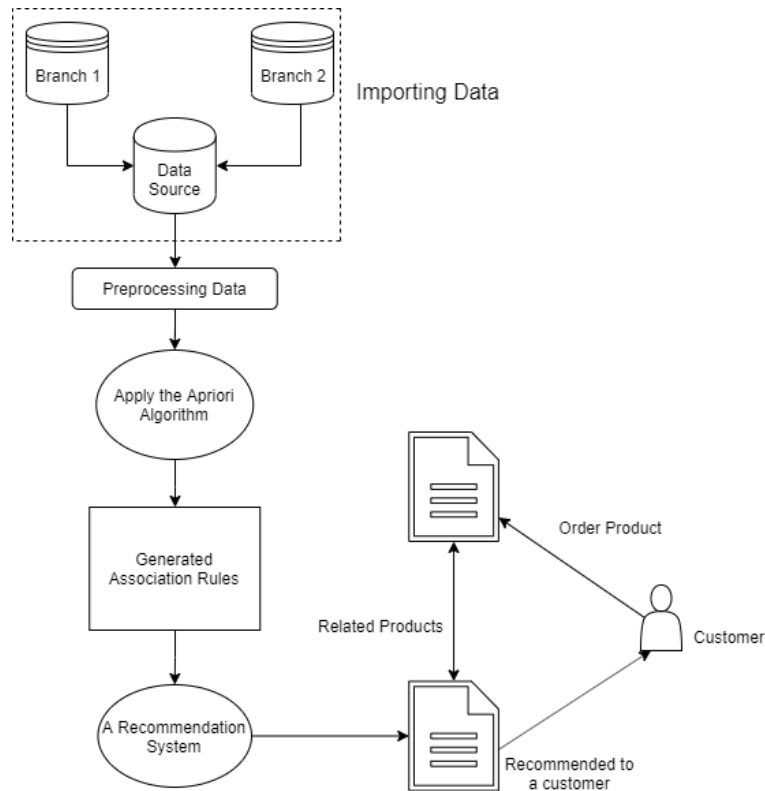 Branch 1
Branch 2
Importing Data
Data
Source
Preprocessing Data
Apply the Apriori
Algorithm
Generated
Association Rules
Order Product
Related Products
Customer
A Recommendation
System
Recommended to
a customer